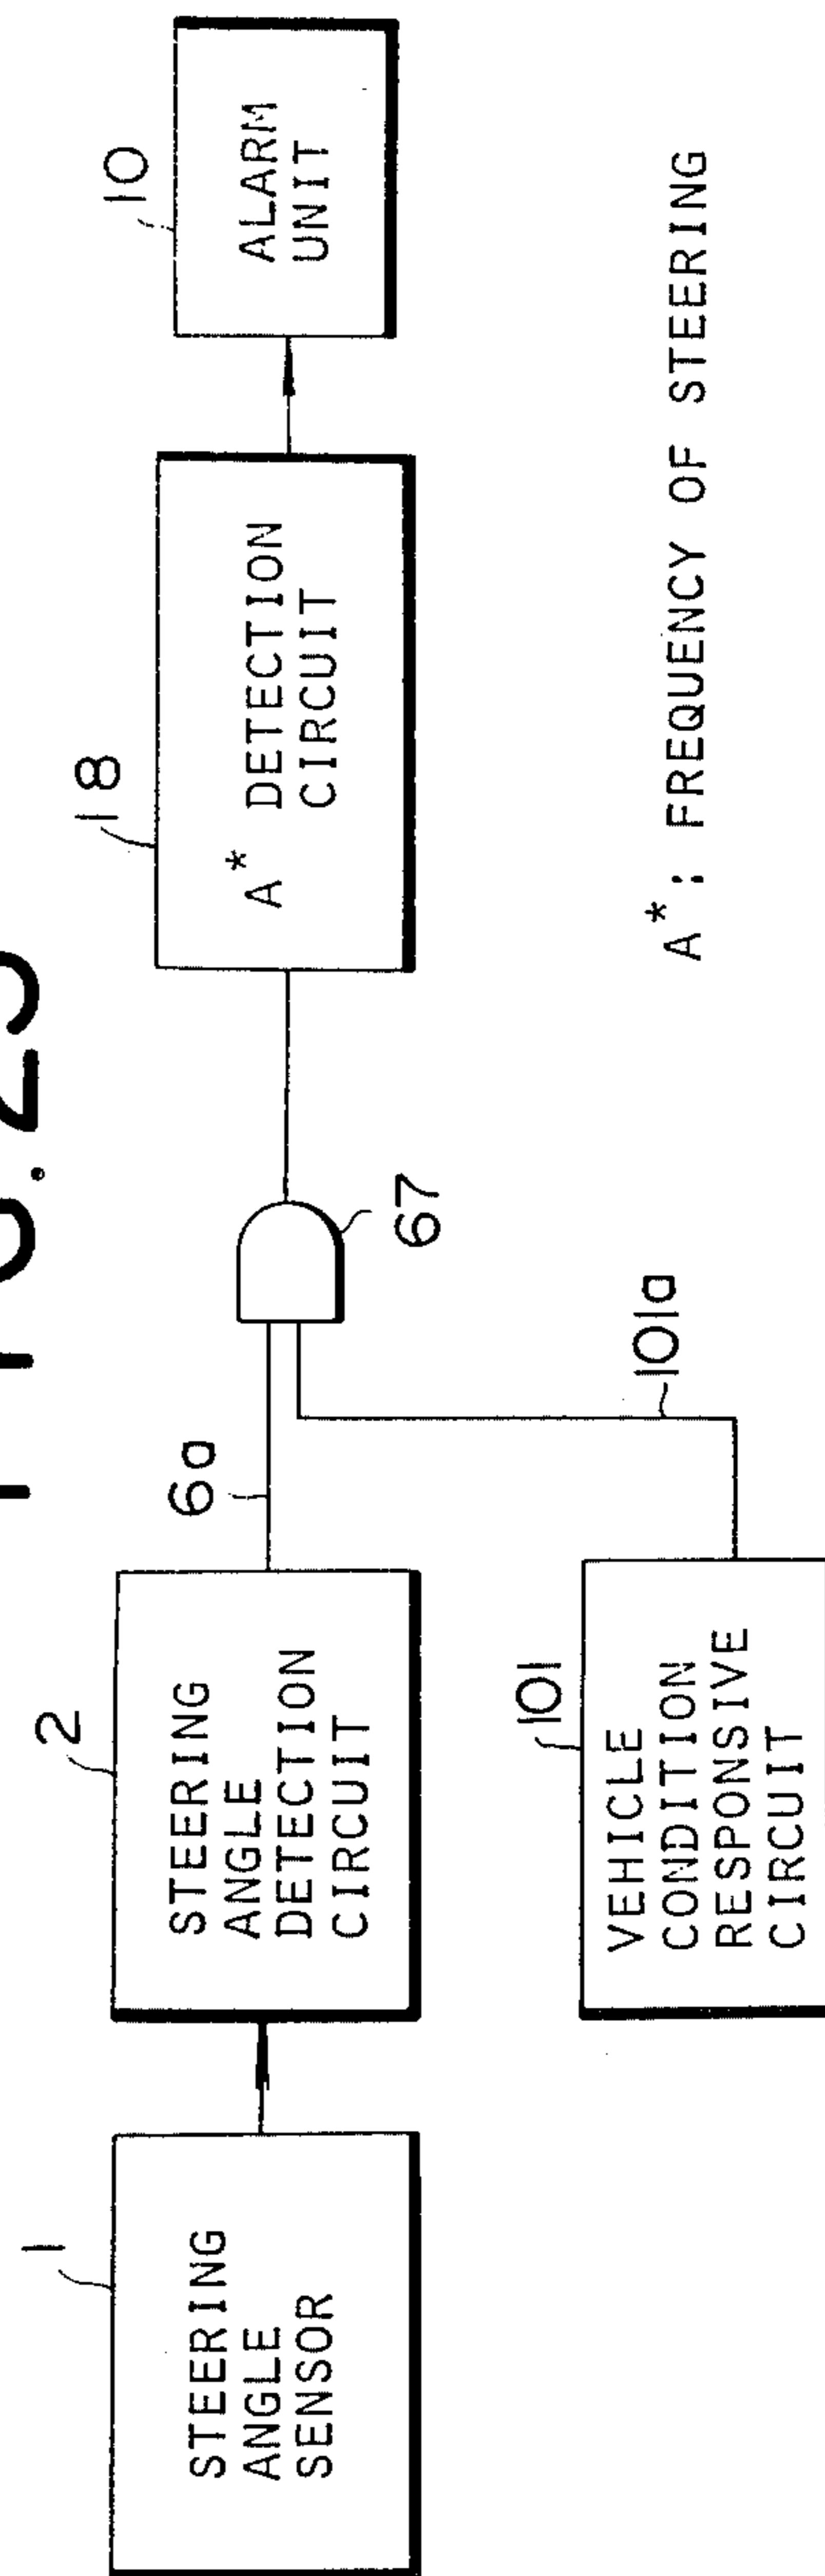 FIG. 25
1
STEERING
ANGLE
SENSOR
2
STEERING
ANGLE
DETECTION
CIRCUIT
6a
101
VEHICLE
CONDITION
RESPONSIVE
CIRCUIT
101a
67
18
A* DETECTION
CIRCUIT
10
ALARM
UNIT
A*: FREQUENCY OF STEERING